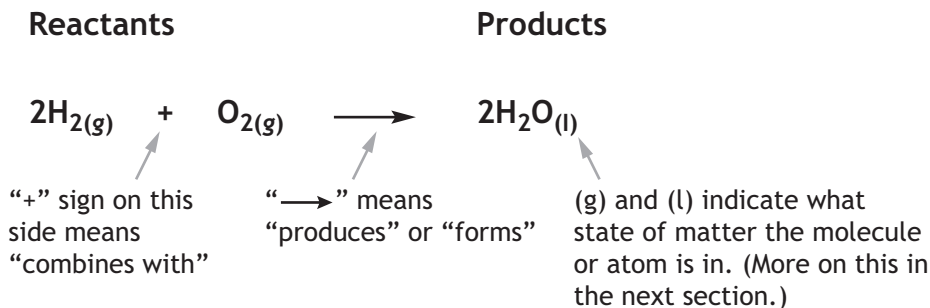 Reactants Products
2H2(g) + O2(g) ⟶ 2H2O(l)
“+” sign on this
side means
“combines with”
“⟶” means
“produces” or “forms”
(g) and (l) indicate what
state of matter the molecule
or atom is in. (More on this in
the next section.)